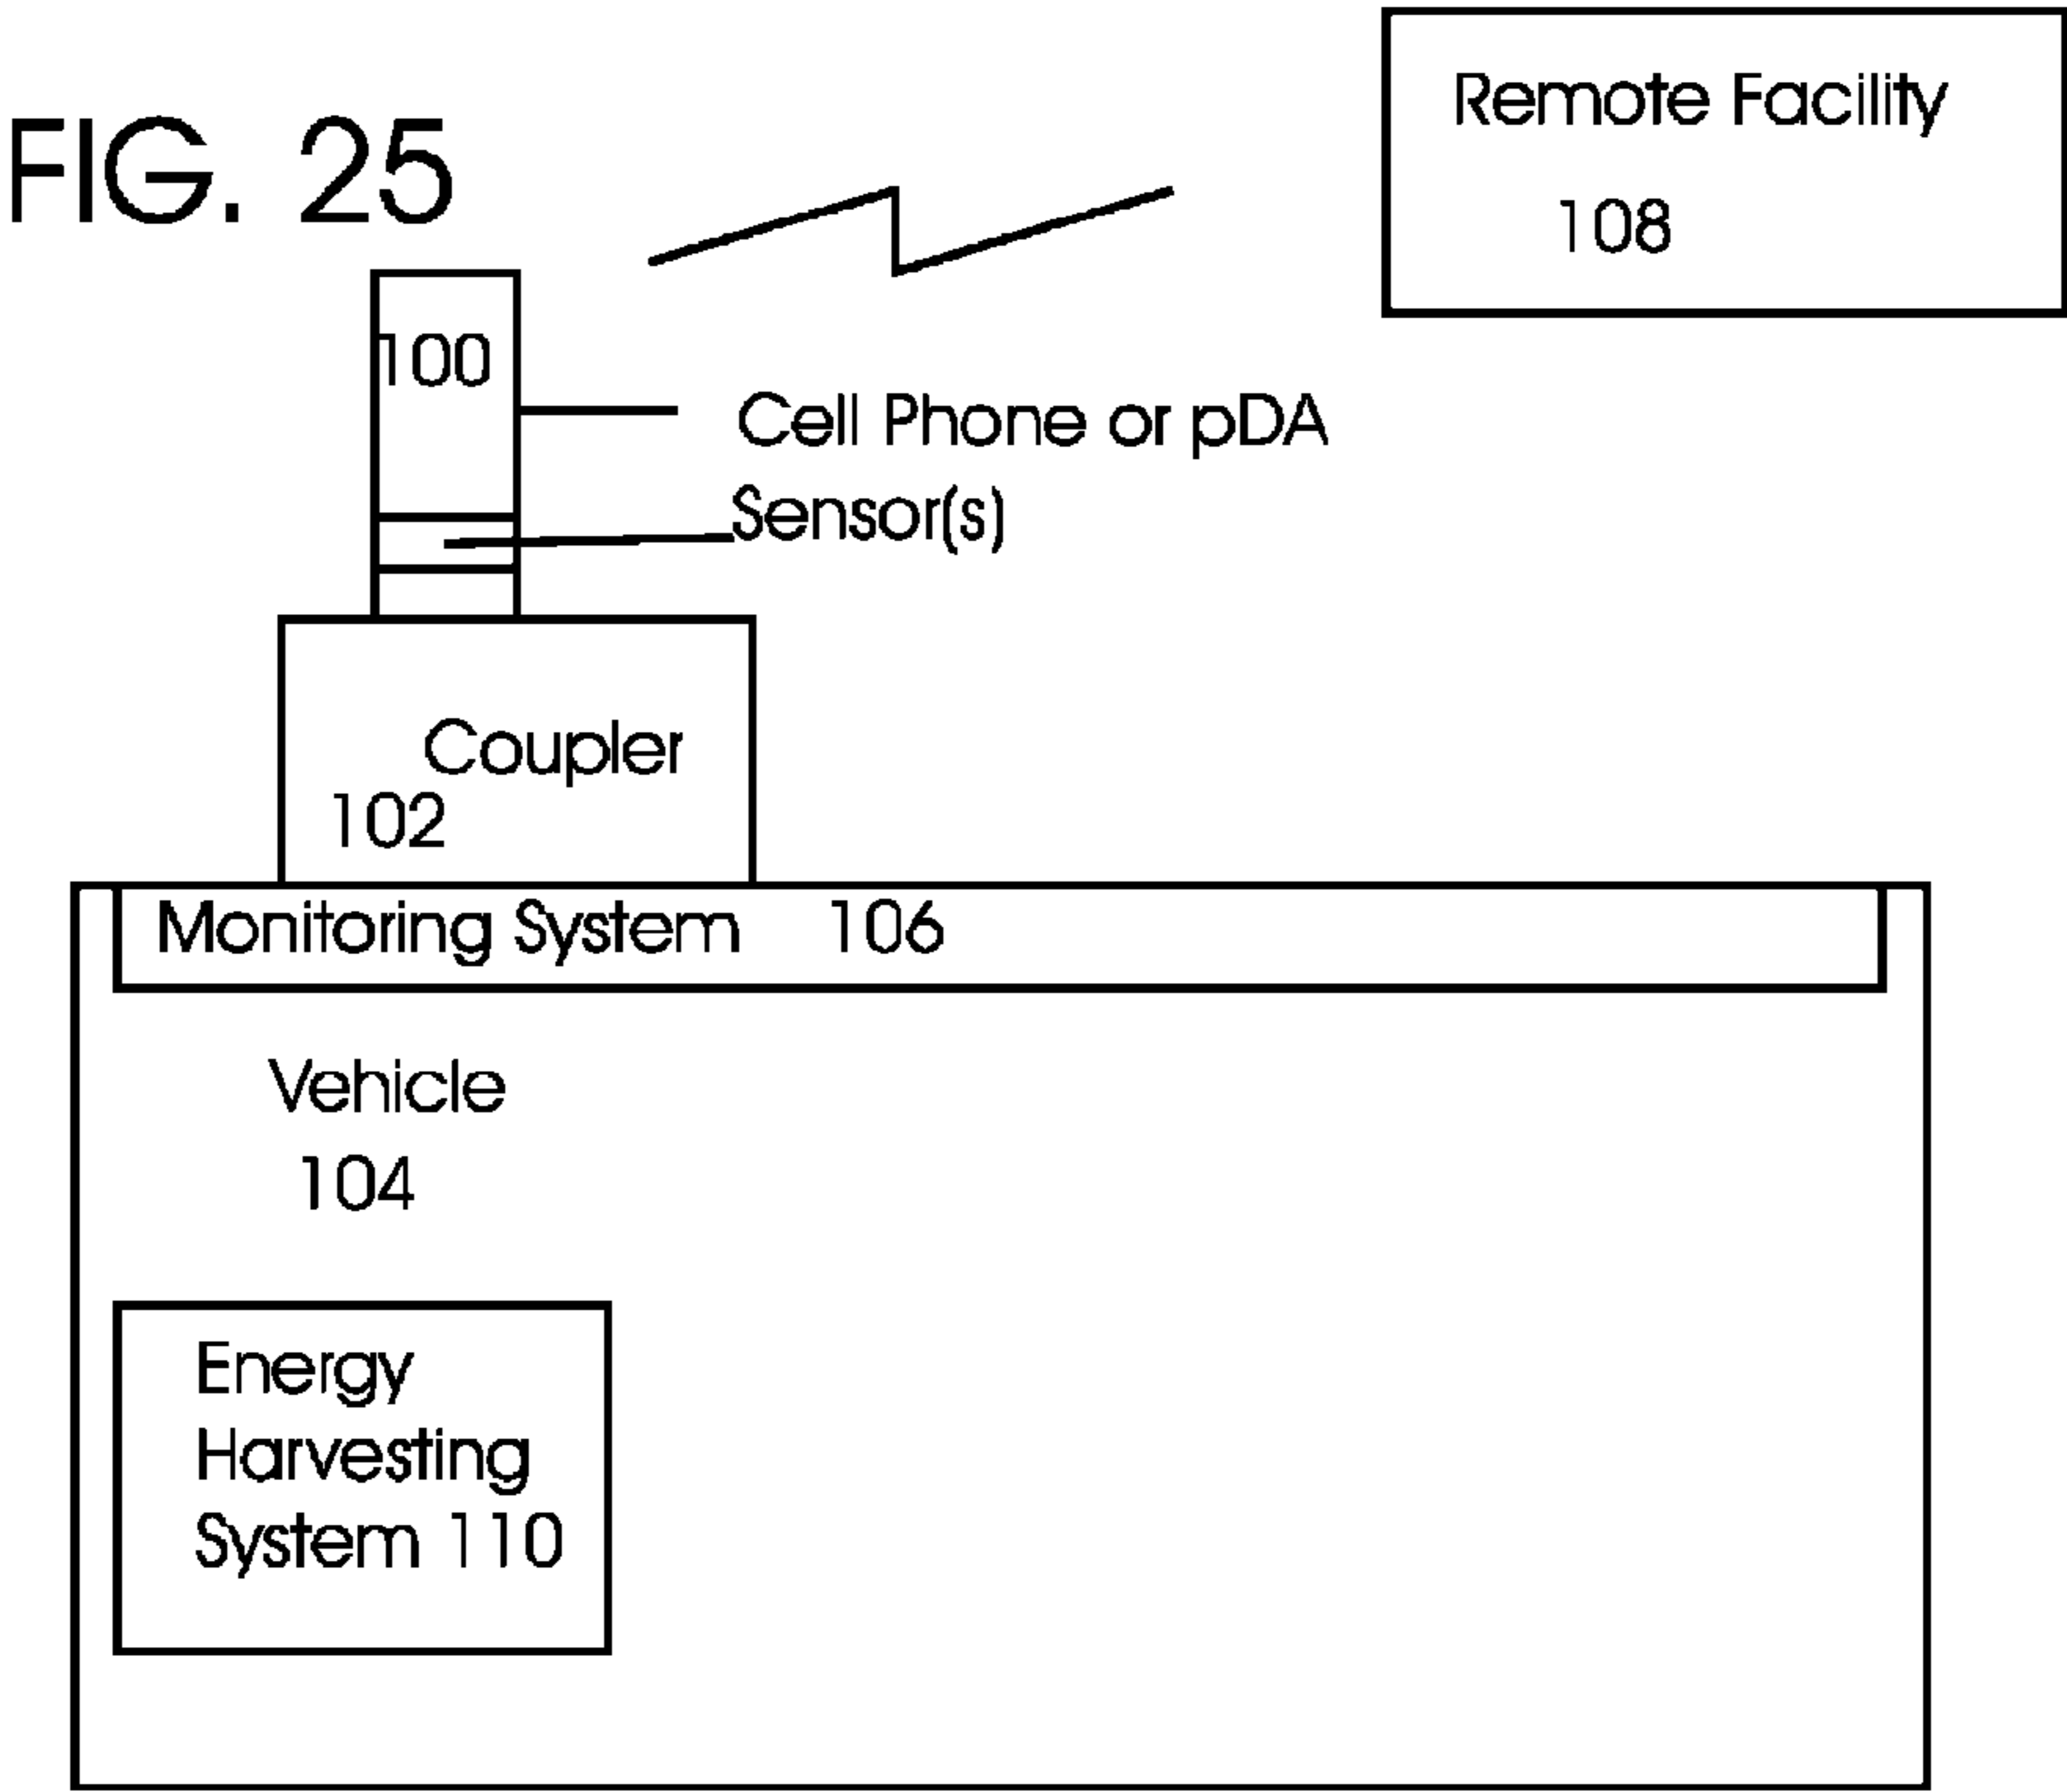 FIG. 25
Remote Facility
108
100
Cell Phone or pDA
Sensor(s)
Coupler
102
Monitoring System 106
Vehicle
104
Energy
Harvesting
System 110